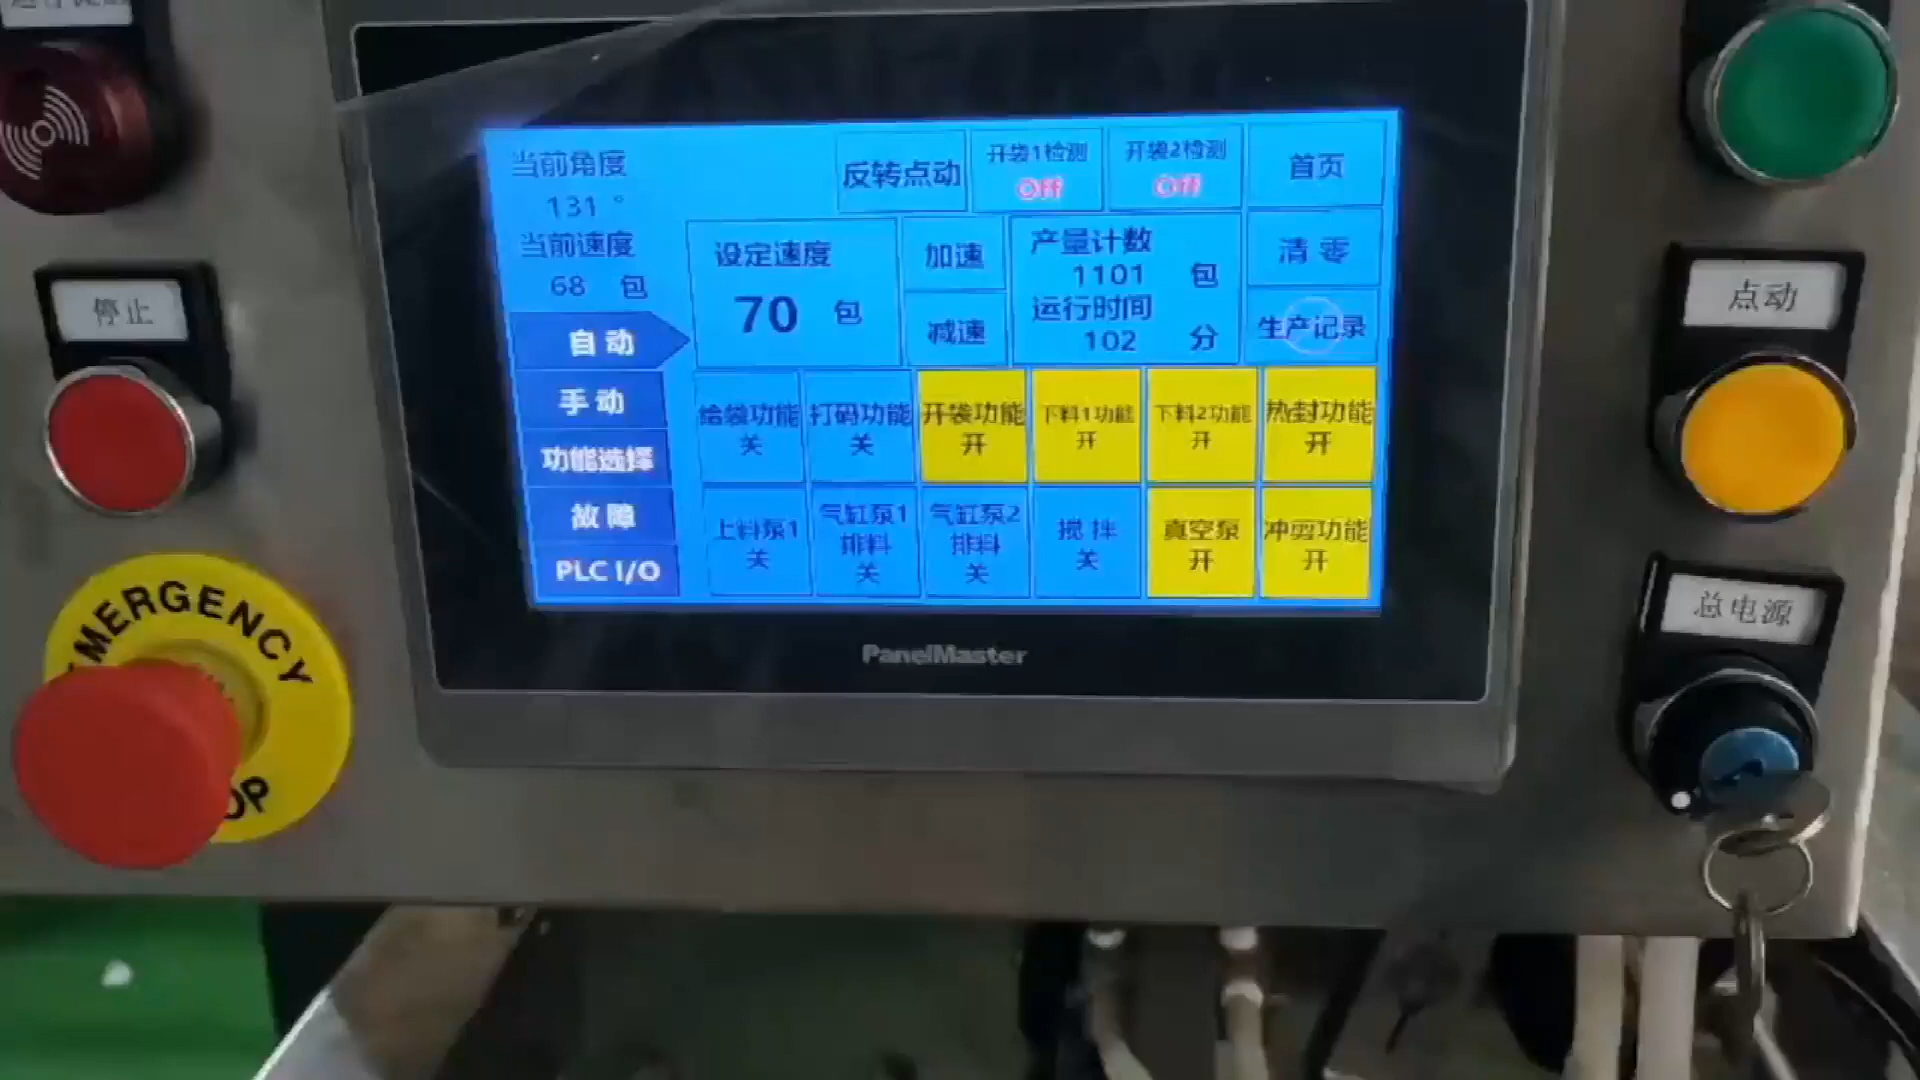 当前角度
131 °
当前速度
68 包
反转点动
开袋1检测
Off
开袋2检测
Off
首页
设定速度
70 包
加速
减速
产量计数
1101 包
运行时间
102 分
清零
生产记录
自动
手动
功能选择
故障
PLC I/O
给袋功能
关
打码功能
关
开袋功能
开
下料1功能
开
下料2功能
开
热封功能
开
上料泵1
关
气缸泵1
排料
关
气缸泵2
排料
关
搅拌
关
真空泵
开
冲剪功能
开
PanelMaster
停止
点动
总电源
EMERGENCY